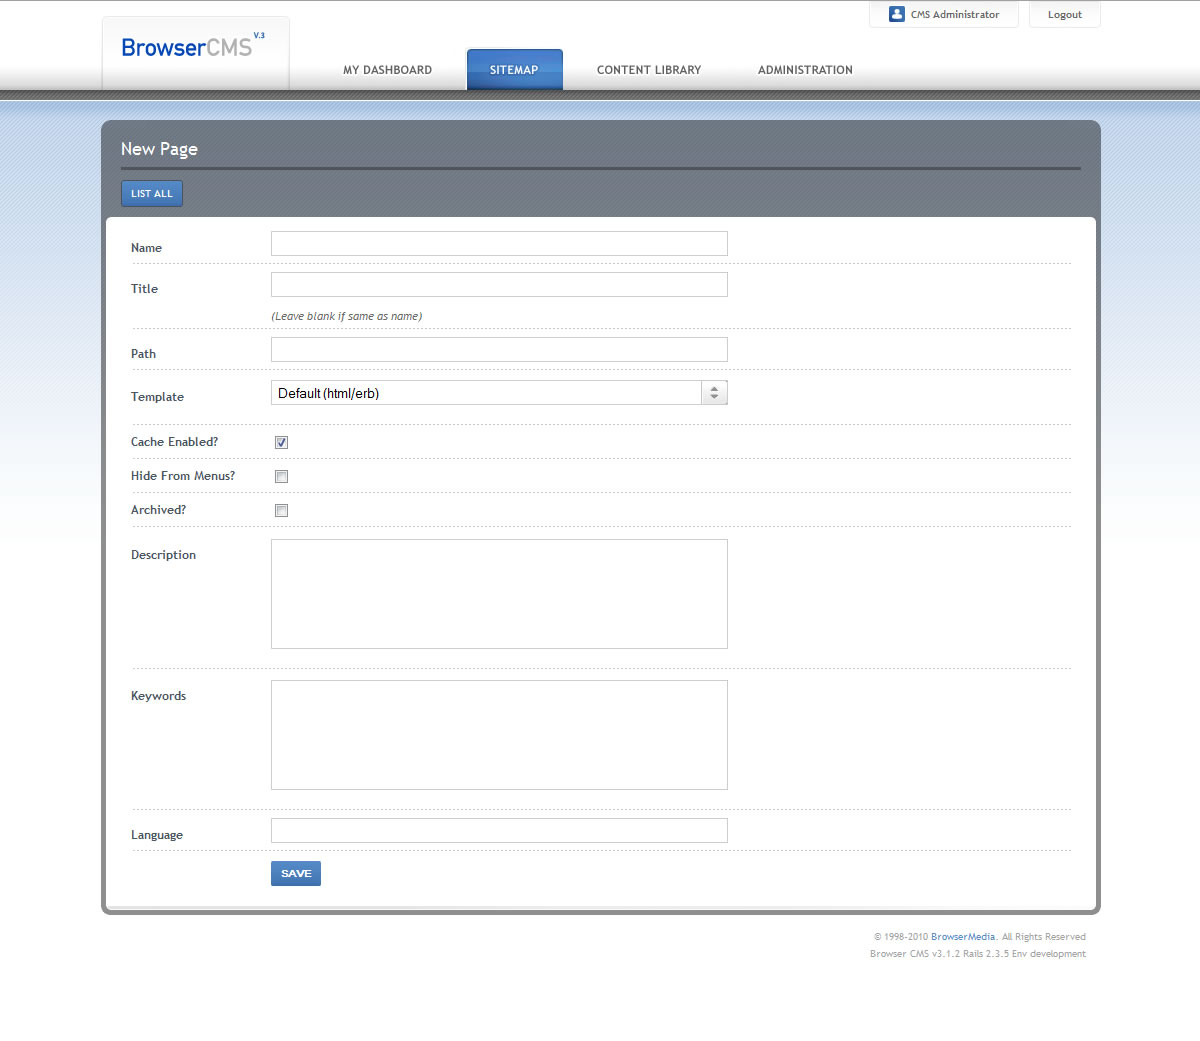 CMS Administrator
Logout
BrowserCMS V.3
MY DASHBOARD
SITEMAP
CONTENT LIBRARY
ADMINISTRATION
New Page
LIST ALL
Name
Title
(Leave blank if same as name)
Path
Template
Default (html/erb)
Cache Enabled?
Hide From Menus?
Archived?
Description
Keywords
Language
SAVE
© 1998-2010 BrowserMedia. All Rights Reserved
Browser CMS v3.1.2 Rails 2.3.5 Env development